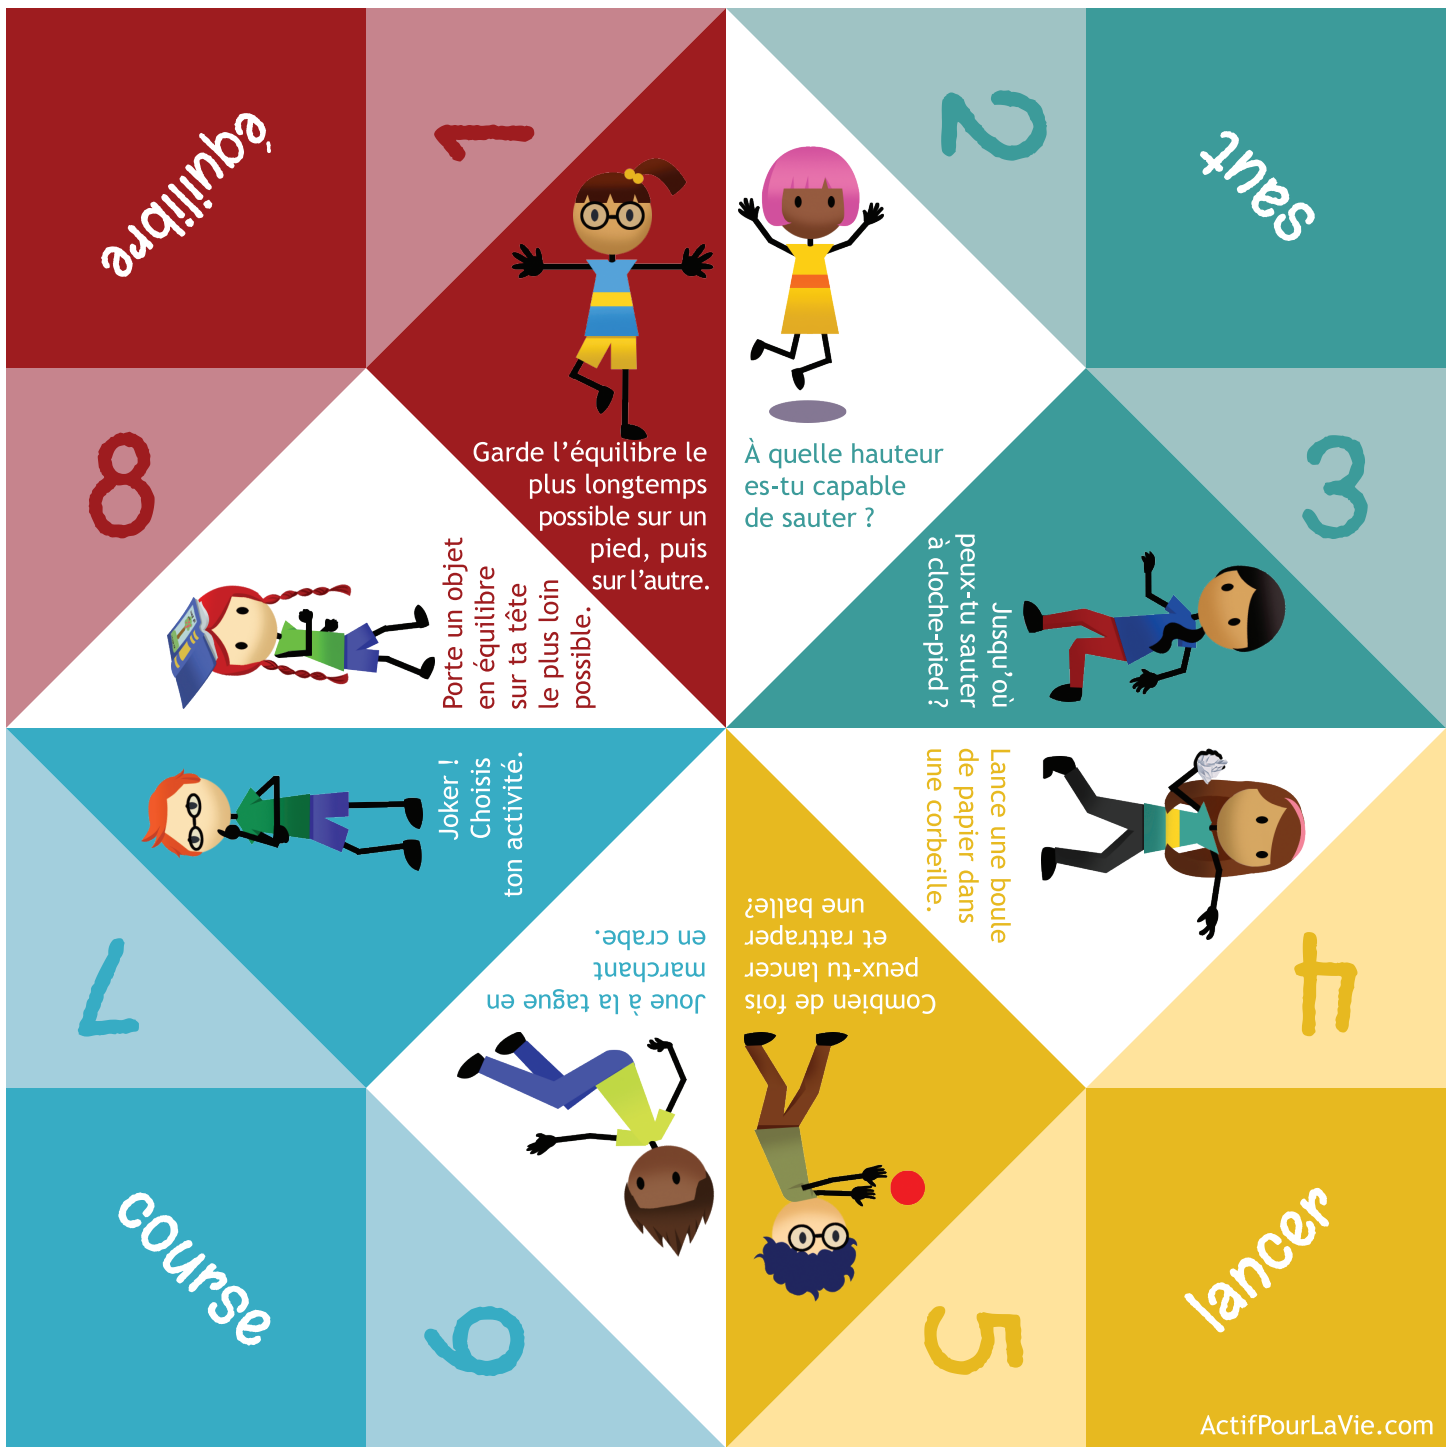 équilibre
1
2
saut
8
3
Garde l’équilibre le
plus longtemps
possible sur un
pied, puis
sur l’autre.
À quelle hauteur
es-tu capable
de sauter ?
Porte un objet
en équilibre
sur ta tête
le plus loin
possible.
Jusqu’où
peux-tu sauter
à cloche-pied ?
Joker !
Choisis
ton activité.
Lance une boule
de papier dans
une corbeille.
Joue à la tague en
marchant
en crabe.
Combien de fois
peux-tu lancer
et rattraper
une balle?
7
4
course
6
5
lancer
ActifPourLaVie.com